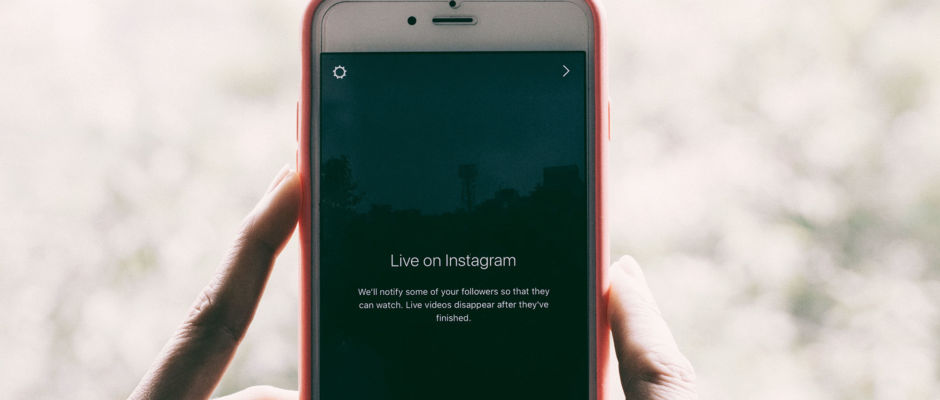 Live on Instagram
We'll notify some of your followers so that they
can watch. Live videos disappear after they've
finished.